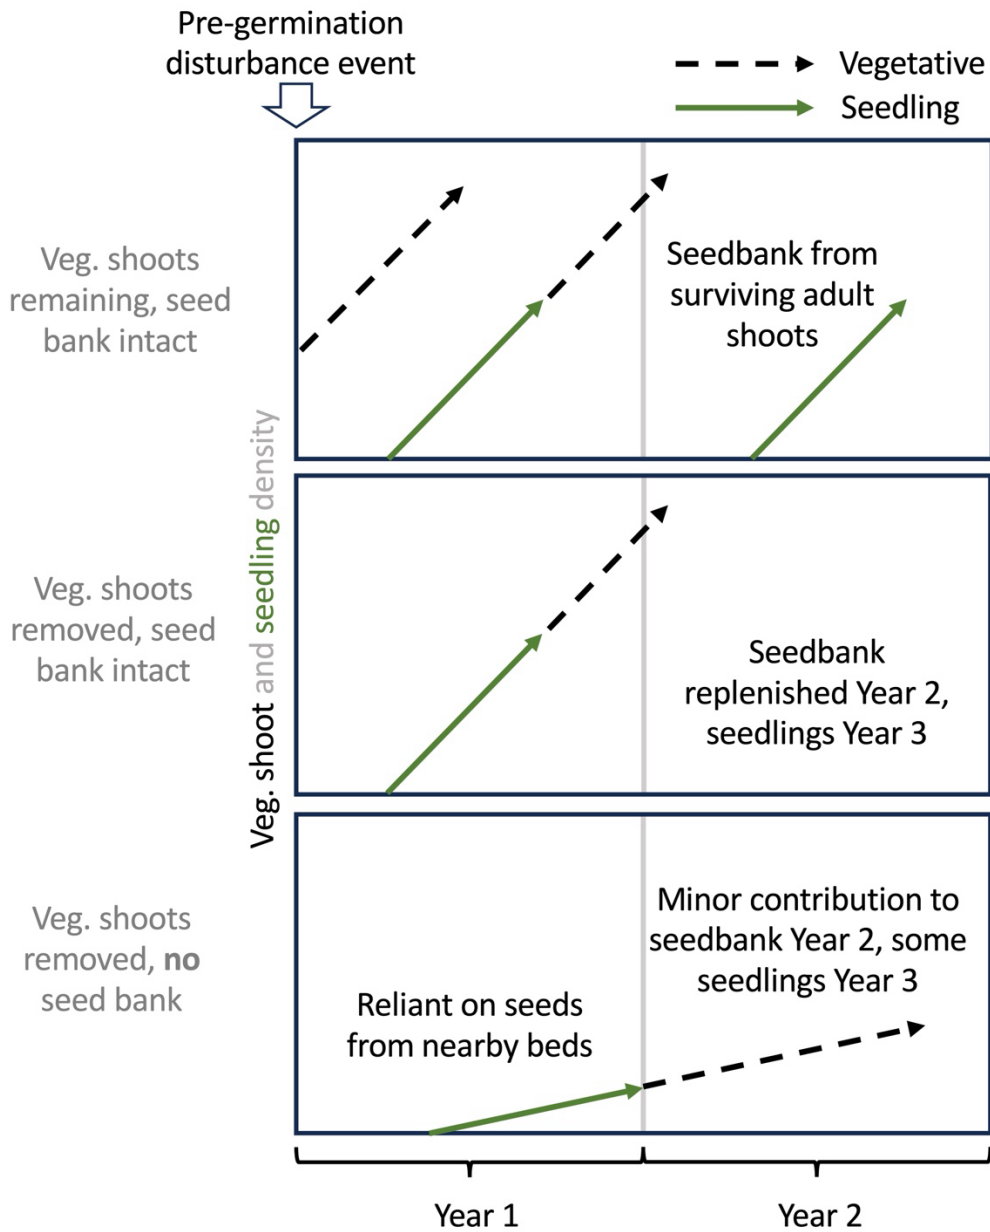 Pre-germination
disturbance event
Vegetative
Seedling
Veg. shoots
remaining, seed
bank intact
Seedbank from
surviving adult
shoots
Veg. shoot and seedling density
Veg. shoots
removed, seed
bank intact
Seedbank
replenished Year 2,
seedlings Year 3
Veg. shoots
removed, no
seed bank
Reliant on seeds
from nearby beds
Minor contribution to
seedbank Year 2, some
seedlings Year 3
Year 1
Year 2